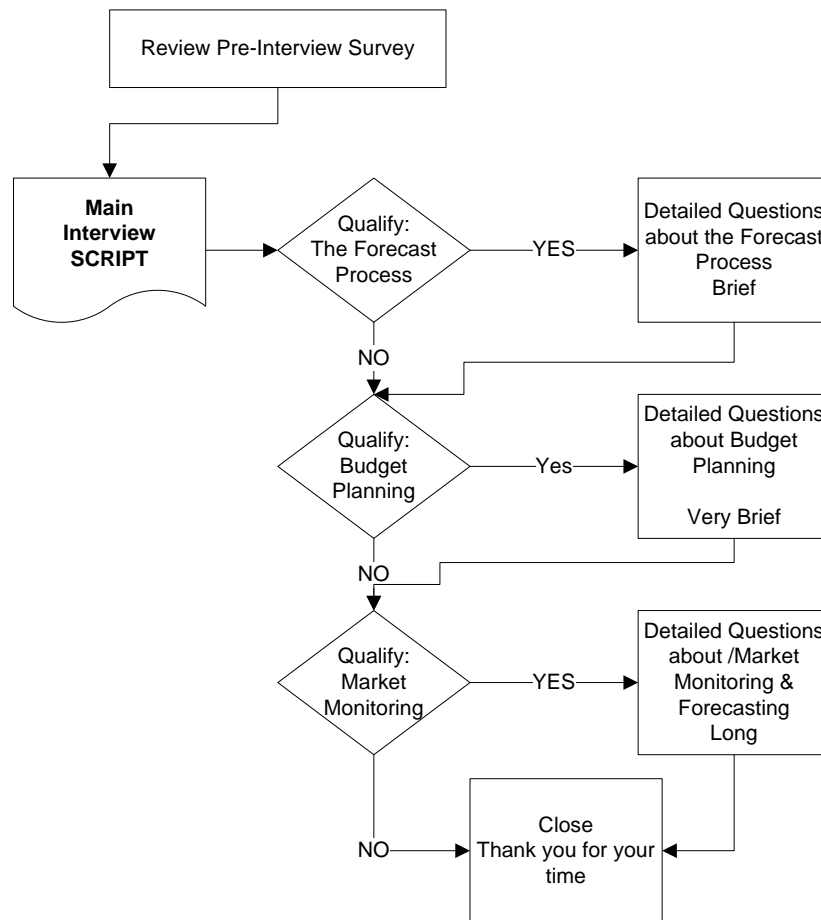 Review Pre-Interview Survey
Main
Interview
SCRIPT
Qualify:
The Forecast
Process
YES
Detailed Questions
about the Forecast
Process
Brief
NO
Qualify:
Budget
Planning
Yes
Detailed Questions
about Budget
Planning
Very Brief
NO
Qualify:
Market
Monitoring
YES
Detailed Questions
about /Market
Monitoring &
Forecasting
Long
NO
Close
Thank you for your
time